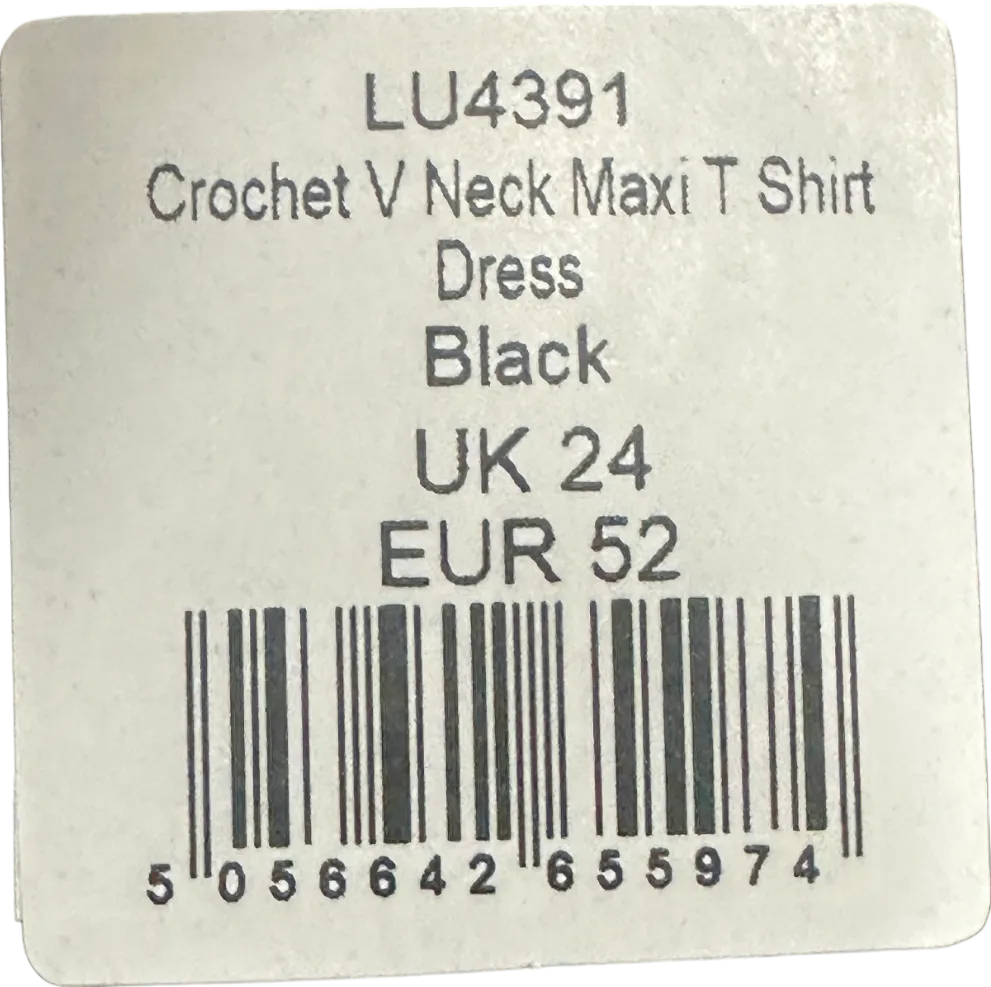 LU4391
Crochet V Neck Maxi T Shirt
Dress
Black
UK 24
EUR 52
5 056642 655974